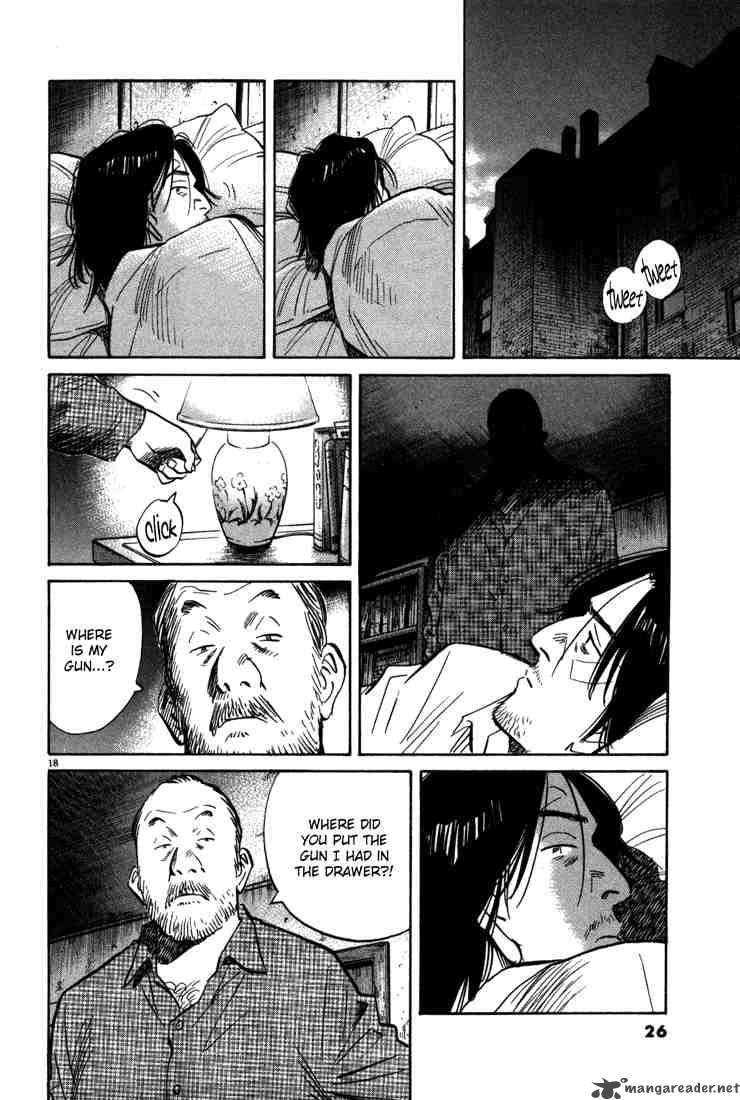 tweet
tweet
click
WHERE
IS MY
GUN...?
18
WHERE DID
YOU PUT THE
GUN I HAD IN
THE DRAWER?!
26
mangareader.net